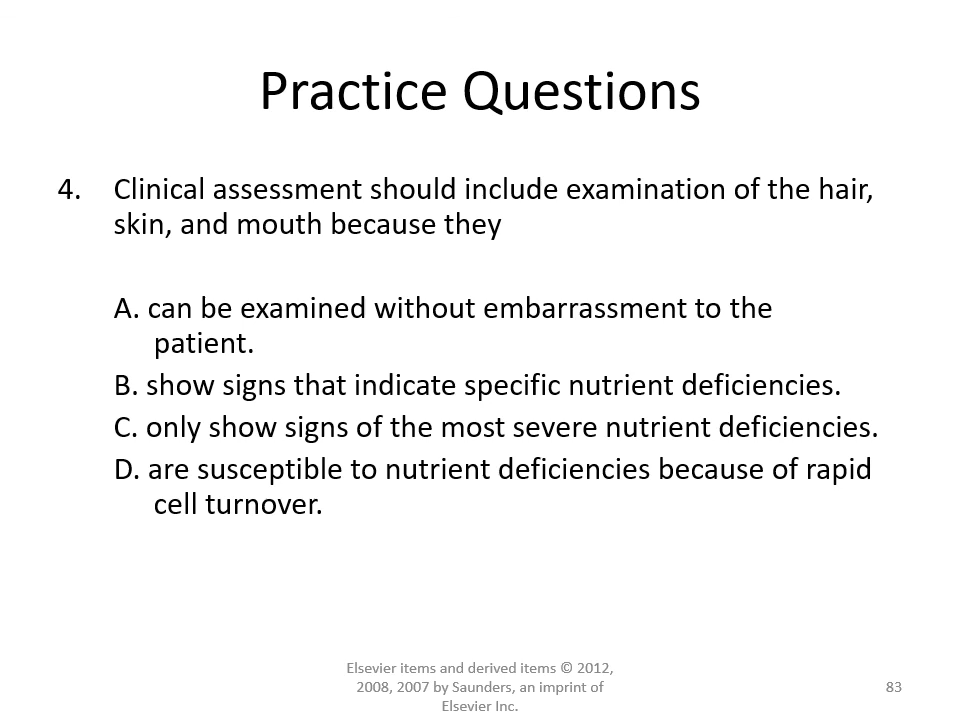 Practice Questions
4. Clinical assessment should include examination of the hair,
skin, and mouth because they
A. can be examined without embarrassment to the
patient.
B. show signs that indicate specific nutrient deficiencies.
C. only show signs of the most severe nutrient deficiencies.
D. are susceptible to nutrient deficiencies because of rapid
cell turnover.
Elsevier items and derived items © 2012,
2008, 2007 by Saunders, an imprint of
Elsevier Inc.
83